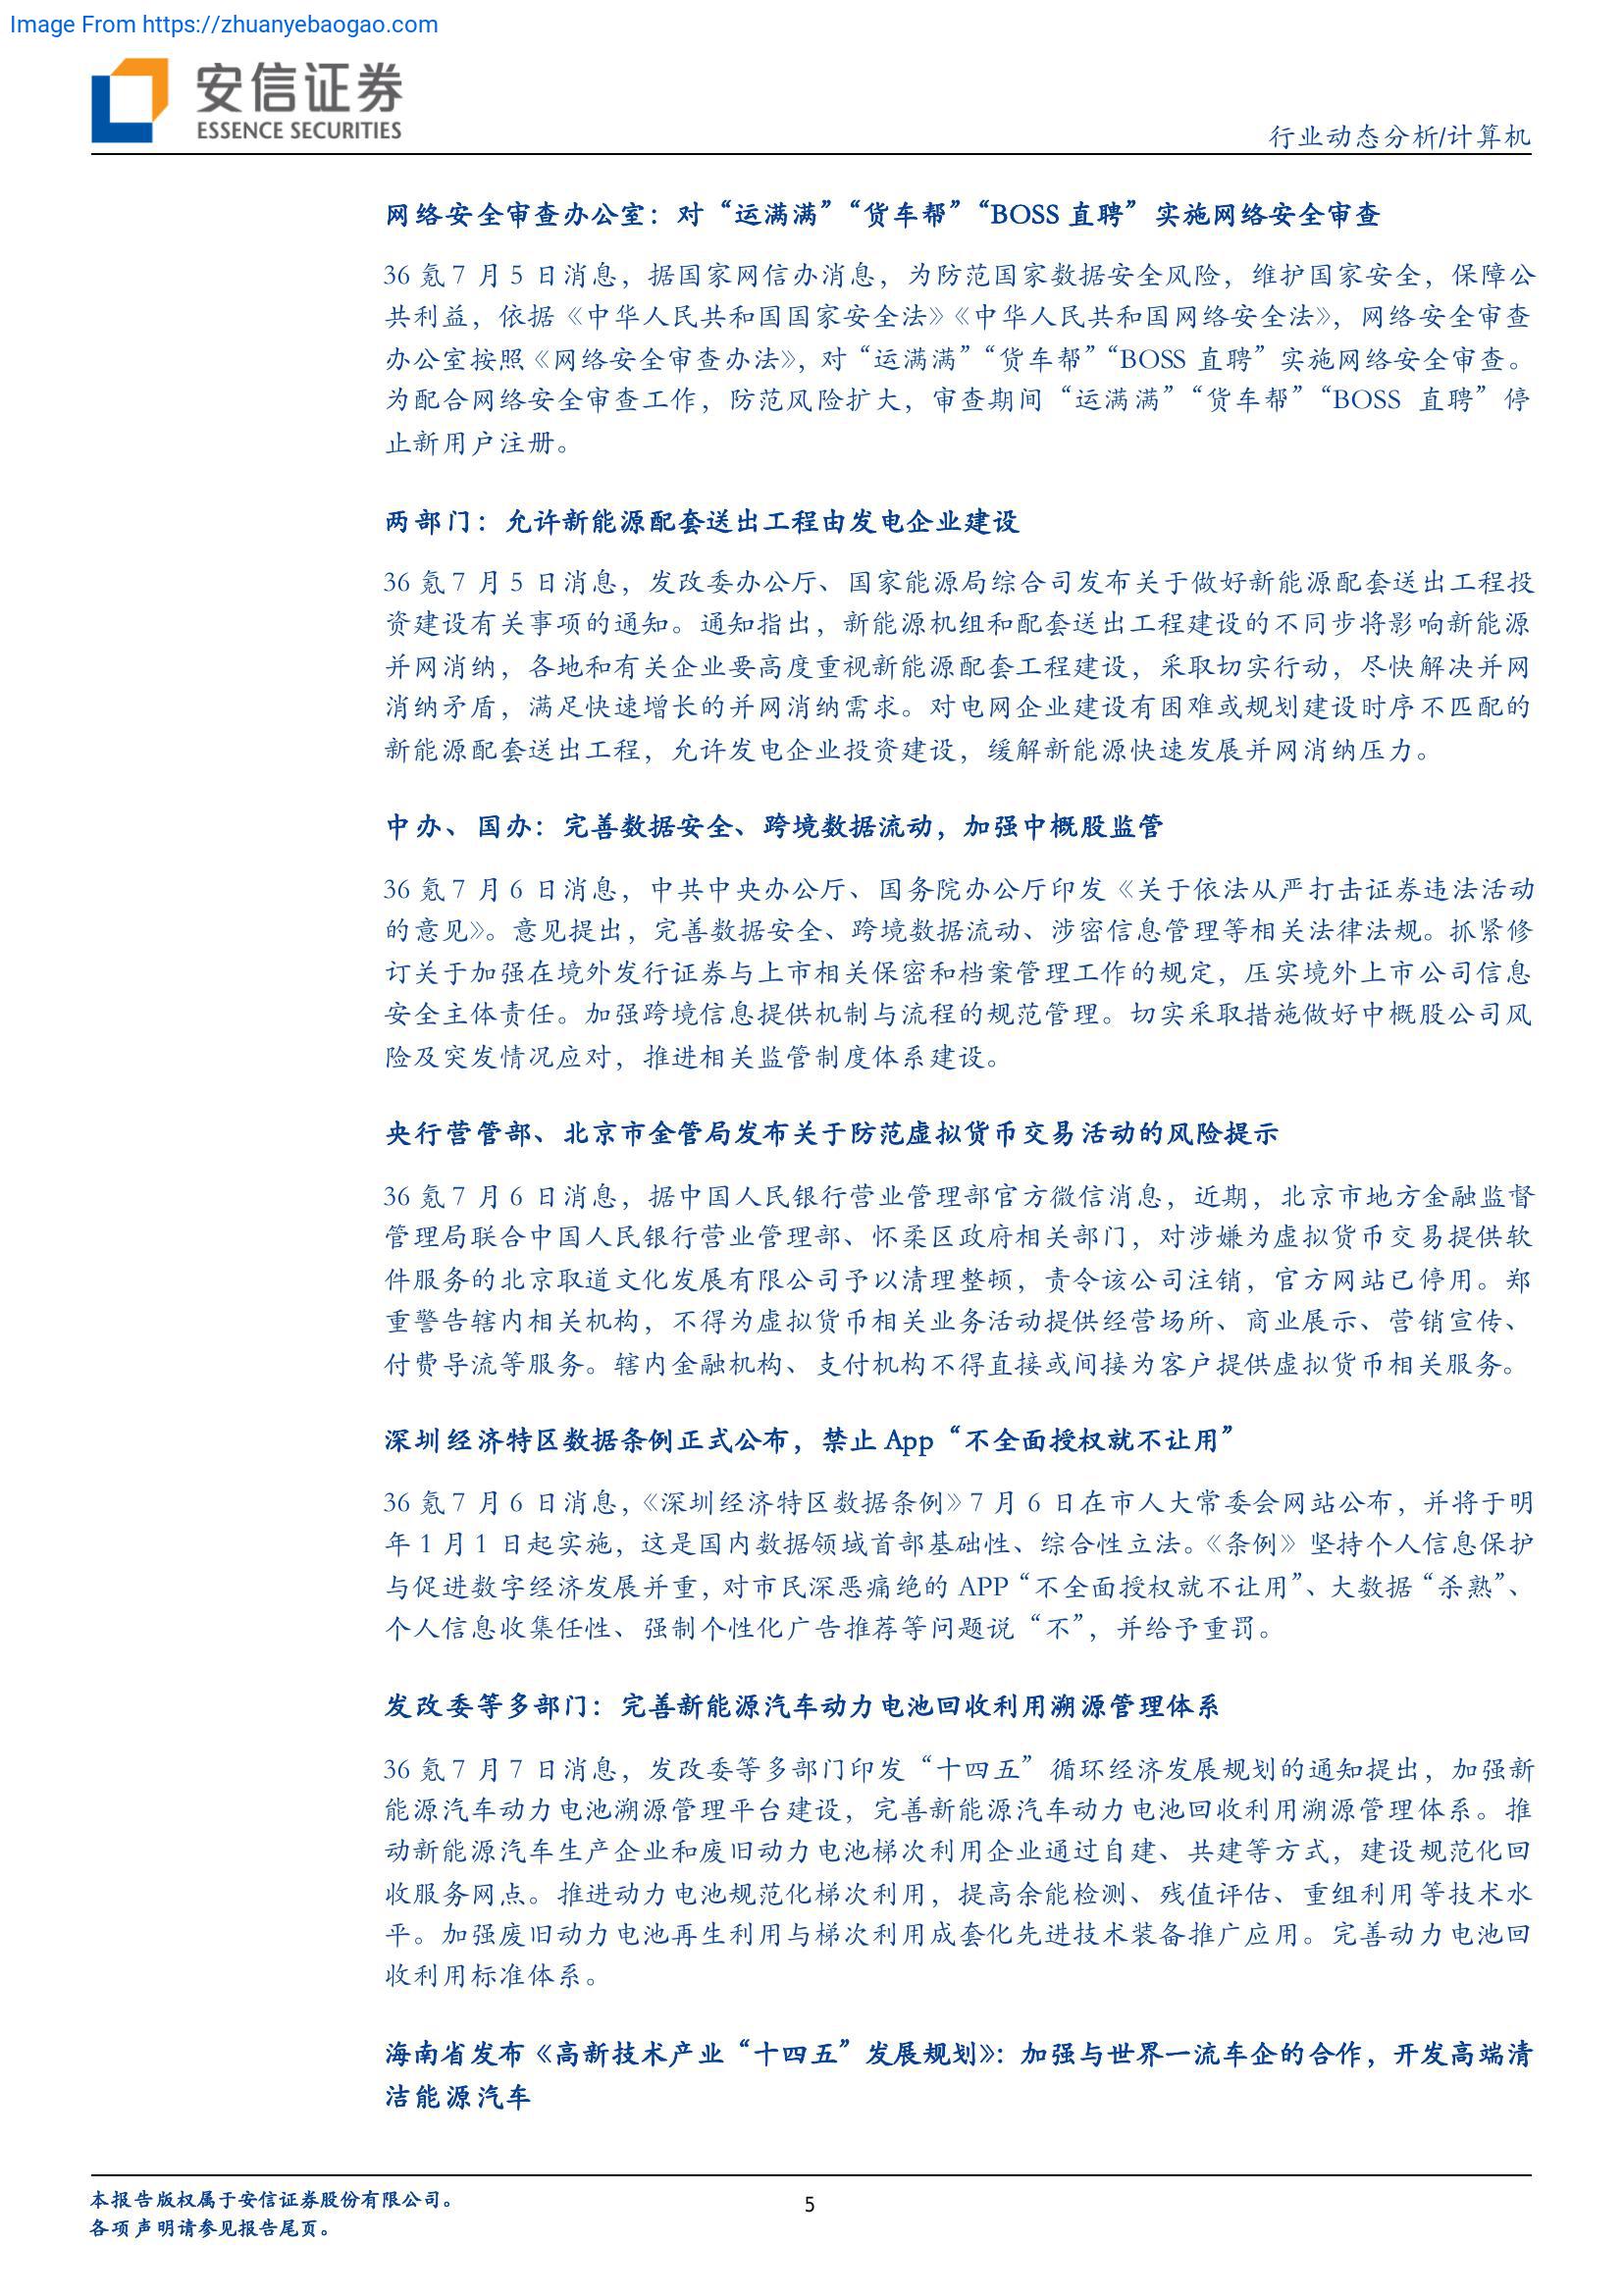 Image From https://zhuanyebaogao.com
安信证券
ESSENCE SECURITIES
行业动态分析/计算机
网络安全审查办公室：对“运满满”“货车帮”“BOSS 直聘”实施网络安全审查
36 氪 7 月 5 日消息，据国家网信办消息，为防范国家数据安全风险，维护国家安全，保障公
共利益，依据《中华人民共和国国家安全法》《中华人民共和国网络安全法》，网络安全审查
办公室按照《网络安全审查办法》，对“运满满”“货车帮”“BOSS 直聘”实施网络安全审查。
为配合网络安全审查工作，防范风险扩大，审查期间“运满满”“货车帮”“BOSS 直聘”停
止新用户注册。
两部门：允许新能源配套送出工程由发电企业建设
36 氪 7 月 5 日消息，发改委办公厅、国家能源局综合司发布关于做好新能源配套送出工程投
资建设有关事项的通知。通知指出，新能源机组和配套送出工程建设的不同步将影响新能源
并网消纳，各地和有关企业要高度重视新能源配套工程建设，采取切实行动，尽快解决并网
消纳矛盾，满足快速增长的并网消纳需求。对电网企业建设有困难或规划建设时序不匹配的
新能源配套送出工程，允许发电企业投资建设，缓解新能源快速发展并网消纳压力。
中办、国办：完善数据安全、跨境数据流动，加强中概股监管
36 氪 7 月 6 日消息，中共中央办公厅、国务院办公厅印发《关于依法从严打击证券违法活动
的意见》。意见提出，完善数据安全、跨境数据流动、涉密信息管理等相关法律法规。抓紧修
订关于加强在境外发行证券与上市相关保密和档案管理工作的规定，压实境外上市公司信息
安全主体责任。加强跨境信息提供机制与流程的规范管理。切实采取措施做好中概股公司风
险及突发情况应对，推进相关监管制度体系建设。
央行营管部、北京市金管局发布关于防范虚拟货币交易活动的风险提示
36 氪 7 月 6 日消息，据中国人民银行营业管理部官方微信消息，近期，北京市地方金融监督
管理局联合中国人民银行营业管理部、怀柔区政府相关部门，对涉嫌为虚拟货币交易提供软
件服务的北京取道文化发展有限公司予以清理整顿，责令该公司注销，官方网站已停用。郑
重警告辖内相关机构，不得为虚拟货币相关业务活动提供经营场所、商业展示、营销宣传、
付费导流等服务。辖内金融机构、支付机构不得直接或间接为客户提供虚拟货币相关服务。
深圳经济特区数据条例正式公布，禁止 App“不全面授权就不让用”
36 氪 7 月 6 日消息，《深圳经济特区数据条例》7 月 6 日在市人大常委会网站公布，并将于明
年 1 月 1 日起实施，这是国内数据领域首部基础性、综合性立法。《条例》坚持个人信息保护
与促进数字经济发展并重，对市民深恶痛绝的 APP“不全面授权就不让用”、大数据“杀熟”、
个人信息收集任性、强制个性化广告推荐等问题说“不”，并给予重罚。
发改委等多部门：完善新能源汽车动力电池回收利用溯源管理体系
36 氪 7 月 7 日消息，发改委等多部门印发“十四五”循环经济发展规划的通知提出，加强新
能源汽车动力电池溯源管理平台建设，完善新能源汽车动力电池回收利用溯源管理体系。推
动新能源汽车生产企业和废旧动力电池梯次利用企业通过自建、共建等方式，建设规范化回
收服务网点。推进动力电池规范化梯次利用，提高余能检测、残值评估、重组利用等技术水
平。加强废旧动力电池再生利用与梯次利用成套化先进技术装备推广应用。完善动力电池回
收利用标准体系。
海南省发布《高新技术产业“十四五”发展规划》：加强与世界一流车企的合作，开发高端清
洁能源汽车
本报告版权属于安信证券股份有限公司。
5
各项声明请参见报告尾页。